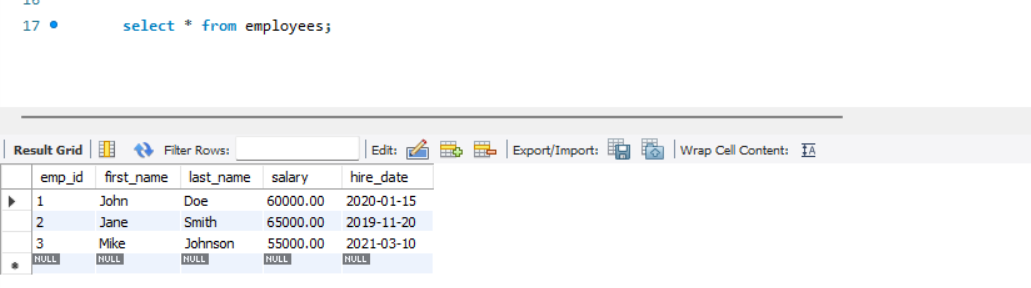 16
17 select * from employees;
Result Grid Filter Rows: Edit: Export/Import: Wrap Cell Content: IA
emp_id first_name last_name salary hire_date
1 John Doe 60000.00 2020-01-15
2 Jane Smith 65000.00 2019-11-20
3 Mike Johnson 55000.00 2021-03-10
NULL NULL NULL NULL NULL